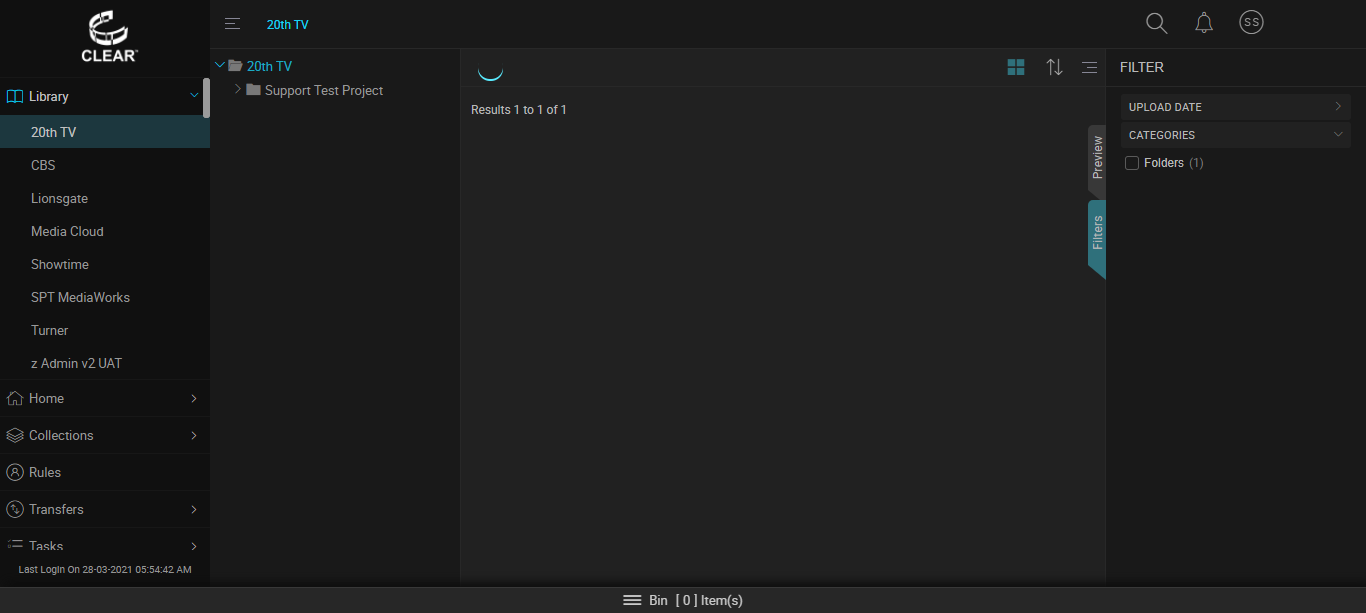 CLEAR™
20th TV
SS
Library
20th TV
CBS
Lionsgate
Media Cloud
Showtime
SPT MediaWorks
Turner
z Admin v2 UAT
Home
Collections
Rules
Transfers
Tasks
Last Login On 28-03-2021 05:54:42 AM
20th TV
Support Test Project
Results 1 to 1 of 1
Preview
Filters
FILTER
UPLOAD DATE
CATEGORIES
Folders (1)
Bin [ 0 ] Item(s)